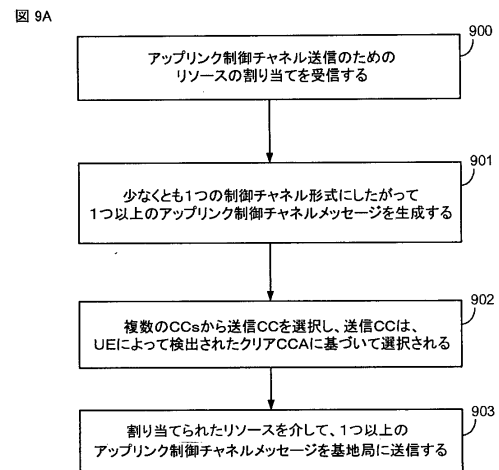 図 9A
900
アップリンク制御チャネル送信のための
リソースの割り当てを受信する
901
少なくとも1つの制御チャネル形式にしたがって
1つ以上のアップリンク制御チャネルメッセージを生成する
902
複数のCCsから送信CCを選択し、送信CCは、
UEによって検出されたクリアCCAに基づいて選択される
903
割り当てられたリソースを介して、1つ以上の
アップリンク制御チャネルメッセージを基地局に送信する